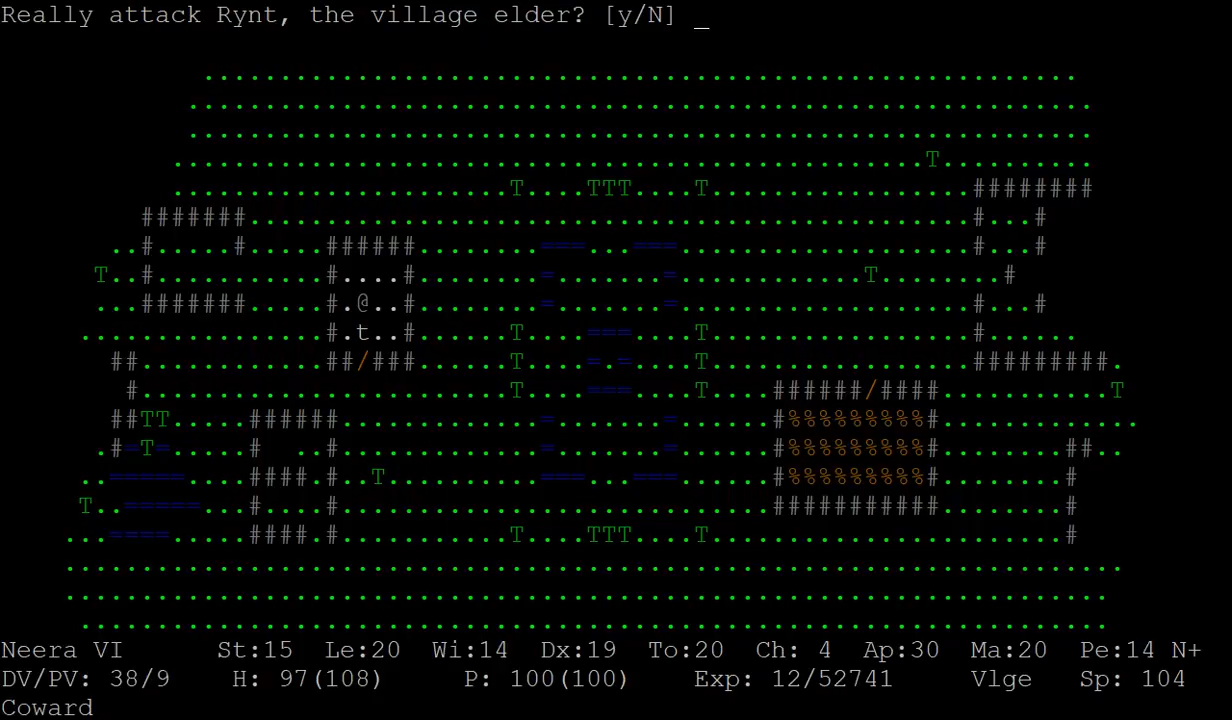 Really attack Rynt, the village elder? [y/N] _
Neera VI St:15 Le:20 Wi:14 Dx:19 To:20 Ch: 4 Ap:30 Ma:20 Pe:14 N+
DV/PV: 38/9 H: 97(108) P: 100(100) Exp: 12/52741 Vlge Sp: 104
Coward